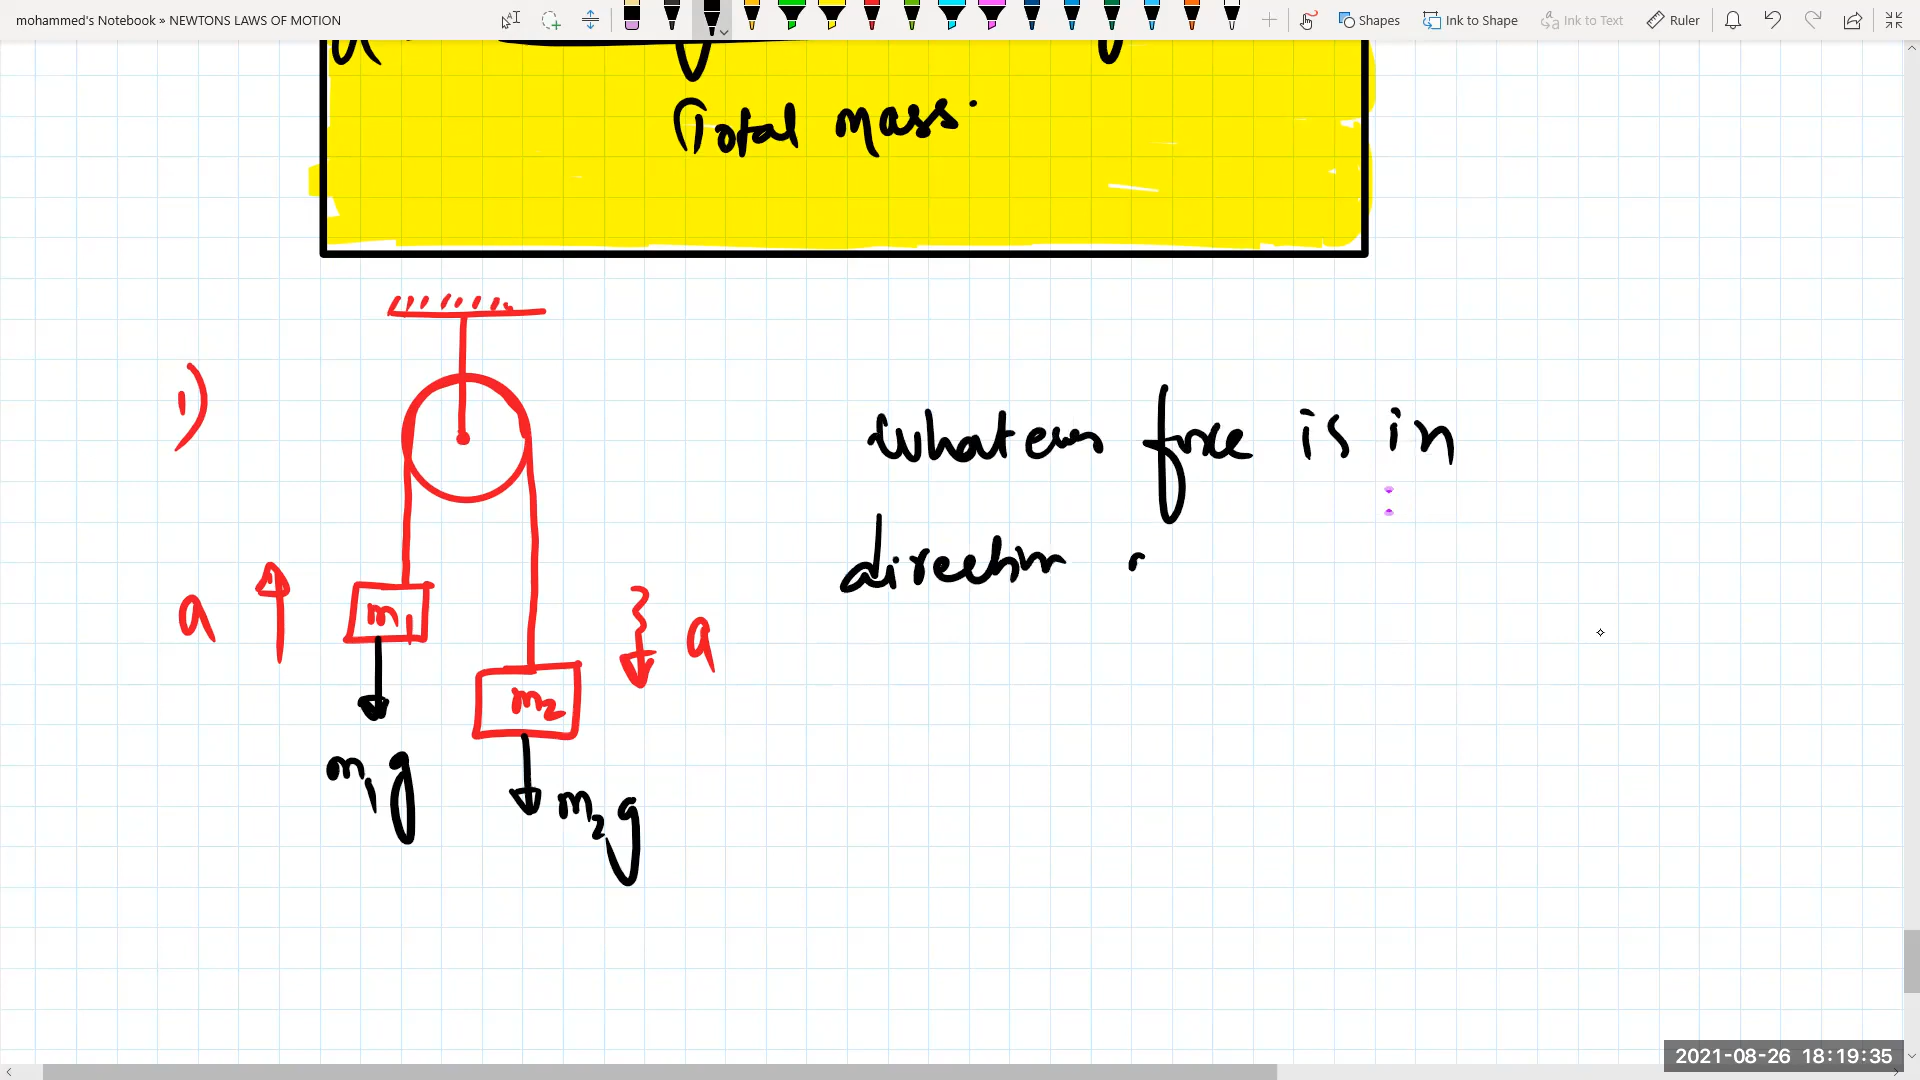 mohammed's Notebook » NEWTONS LAWS OF MOTION
Shapes
Ink to Shape
Ink to Text
Ruler
Total mass
1)
whatever force is in
direction
a
m1
a
m2
m1g
m2g
2021-08-26 18:19:35